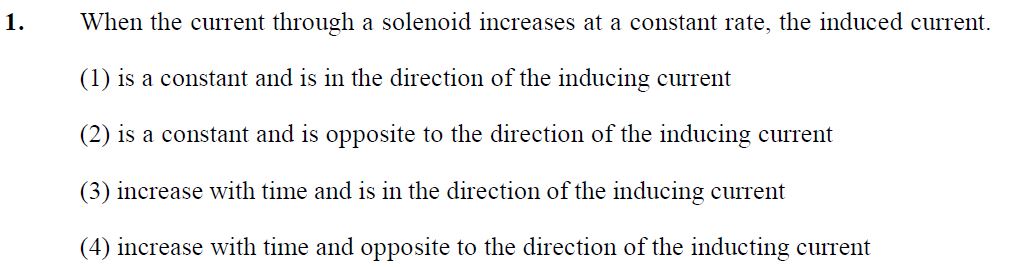 1. When the current through a solenoid increases at a constant rate, the induced current.
(1) is a constant and is in the direction of the inducing current
(2) is a constant and is opposite to the direction of the inducing current
(3) increase with time and is in the direction of the inducing current
(4) increase with time and opposite to the direction of the inducting current